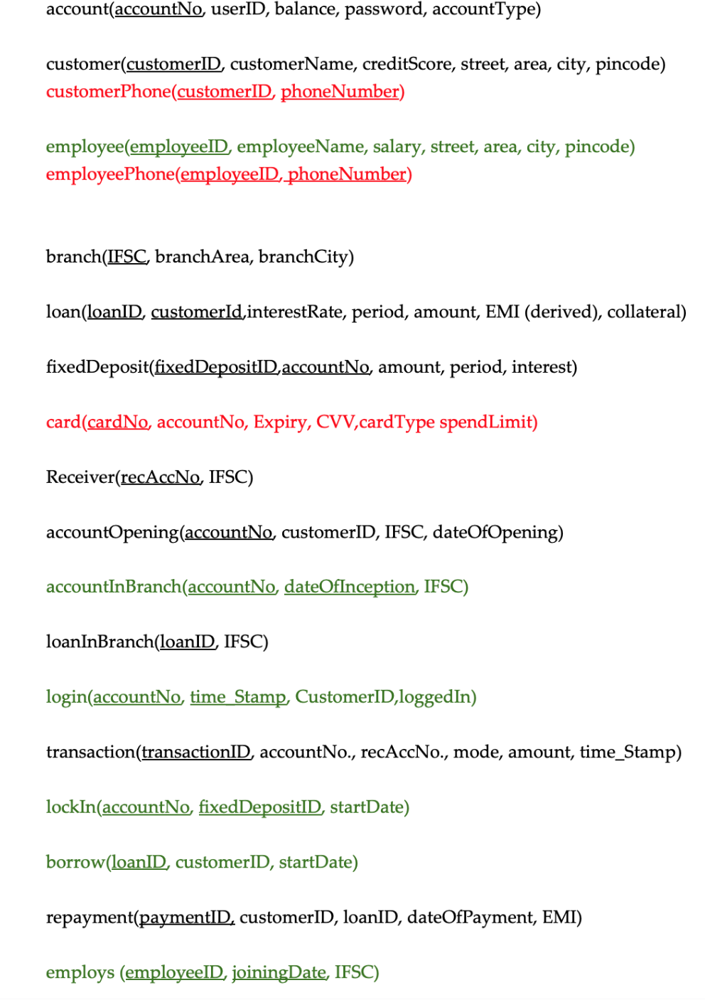 account(accountNo, userID, balance, password, accountType)
customer(customerID, customerName, creditScore, street, area, city, pincode)
customerPhone(customerID, phoneNumber)
employee(employeeID, employeeName, salary, street, area, city, pincode)
employeePhone(employeeID, phoneNumber)
branch(IFSC, branchArea, branchCity)
loan(loanID, customerId,interestRate, period, amount, EMI (derived), collateral)
fixedDeposit(fixedDepositID,accountNo, amount, period, interest)
card(cardNo, accountNo, Expiry, CVV,cardType spendLimit)
Receiver(recAccNo, IFSC)
accountOpening(accountNo, customerID, IFSC, dateOfOpening)
accountInBranch(accountNo, dateOfInception, IFSC)
loanInBranch(loanID, IFSC)
login(accountNo, time_Stamp, CustomerID,loggedIn)
transaction(transactionID, accountNo., recAccNo., mode, amount, time_Stamp)
lockIn(accountNo, fixedDepositID, startDate)
borrow(loanID, customerID, startDate)
repayment(paymentID, customerID, loanID, dateOfPayment, EMI)
employs (employeeID, joiningDate, IFSC)